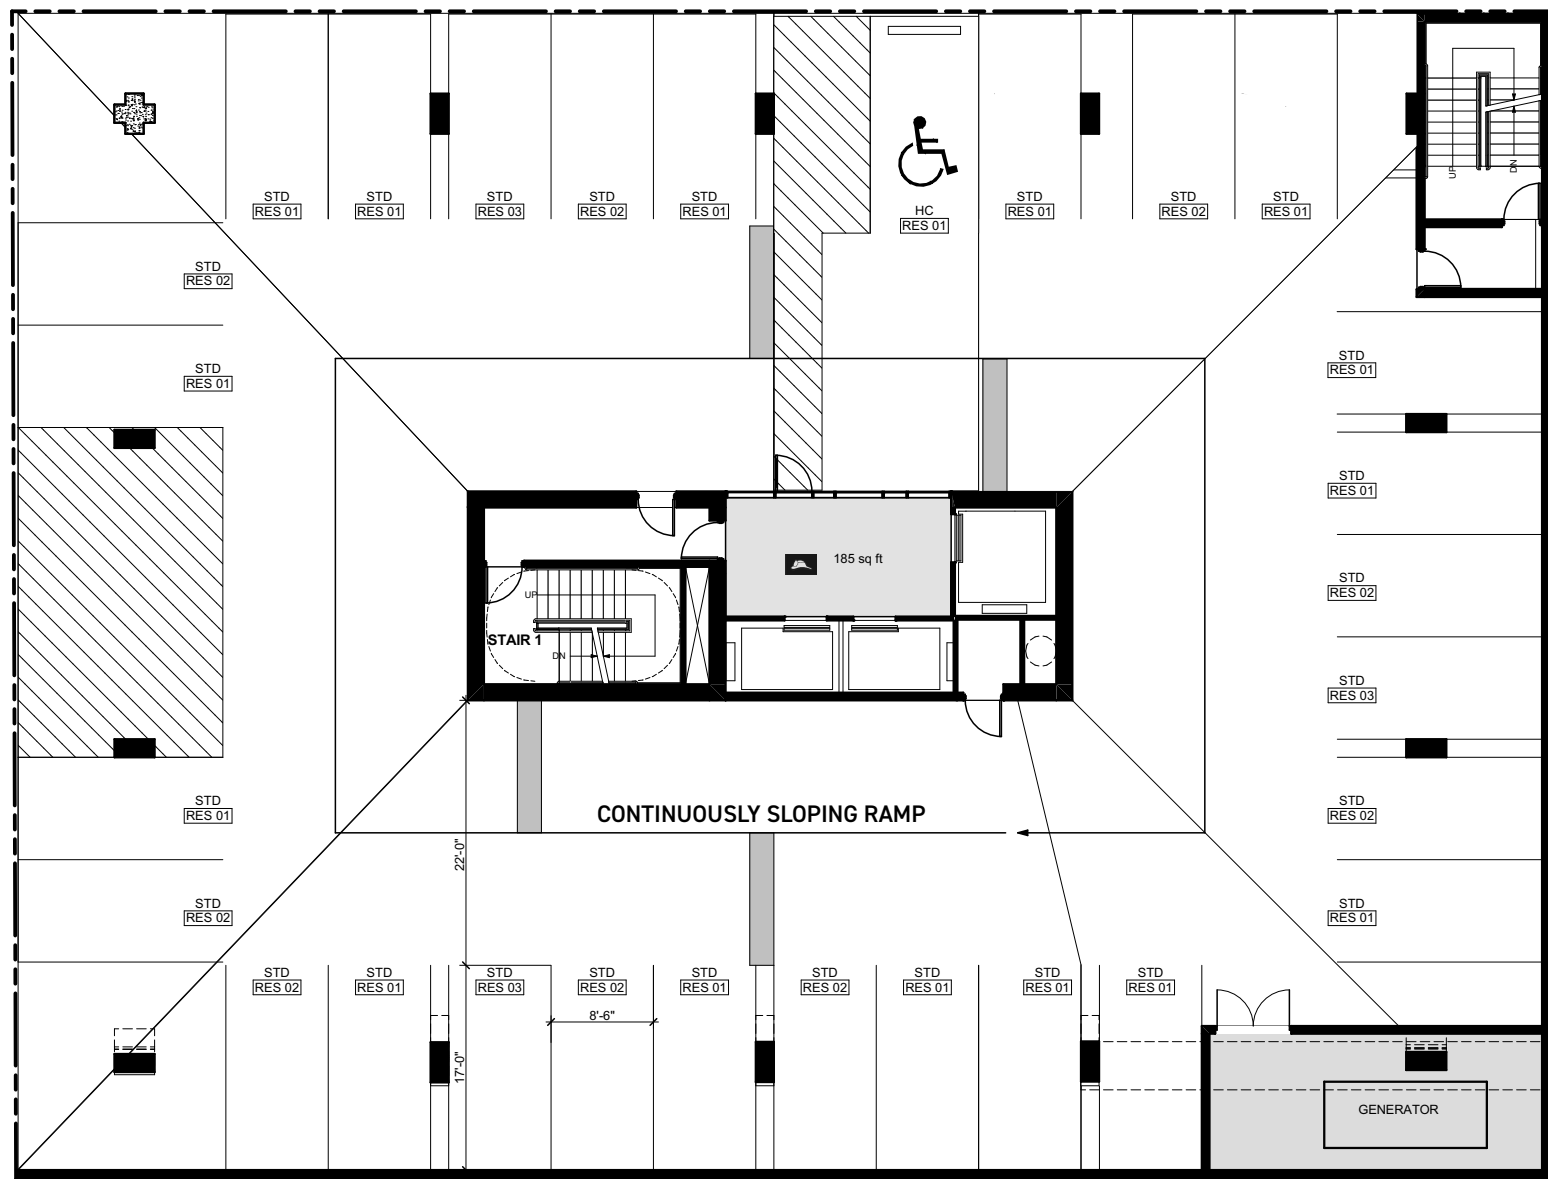 STD
RES 01
STD
RES 01
STD
RES 03
STD
RES 02
STD
RES 01
HC
RES 01
STD
RES 01
STD
RES 02
STD
RES 01
UP
DN
STD
RES 02
STD
RES 01
STD
RES 01
STD
RES 01
STD
RES 02
STD
RES 03
STD
RES 02
STD
RES 01
185 sq ft
UP
STAIR 1
DN
STD
RES 01
STD
RES 02
CONTINUOUSLY SLOPING RAMP
22'-0"
STD
RES 02
STD
RES 01
STD
RES 03
STD
RES 02
STD
RES 01
STD
RES 02
STD
RES 01
STD
RES 01
STD
RES 01
8'-6"
17'-0"
GENERATOR